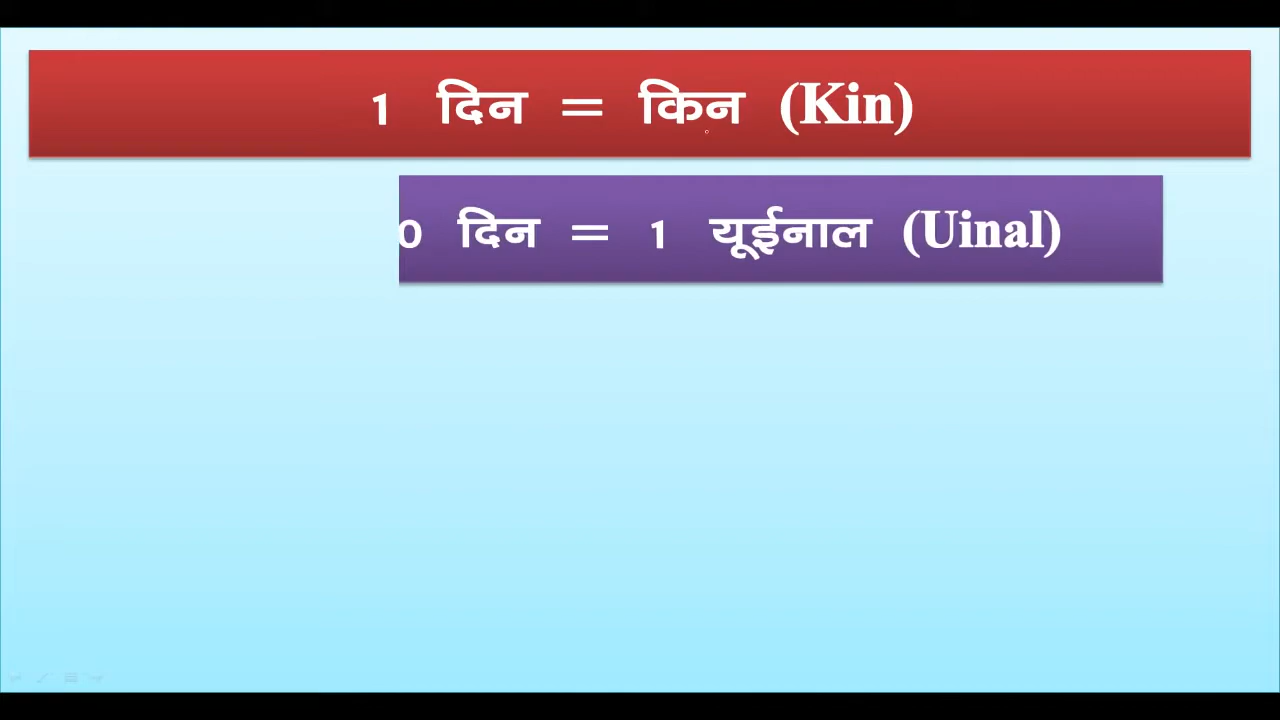 1 दिन = किन (Kin)
0 दिन = 1 यूईनाल (Uinal)